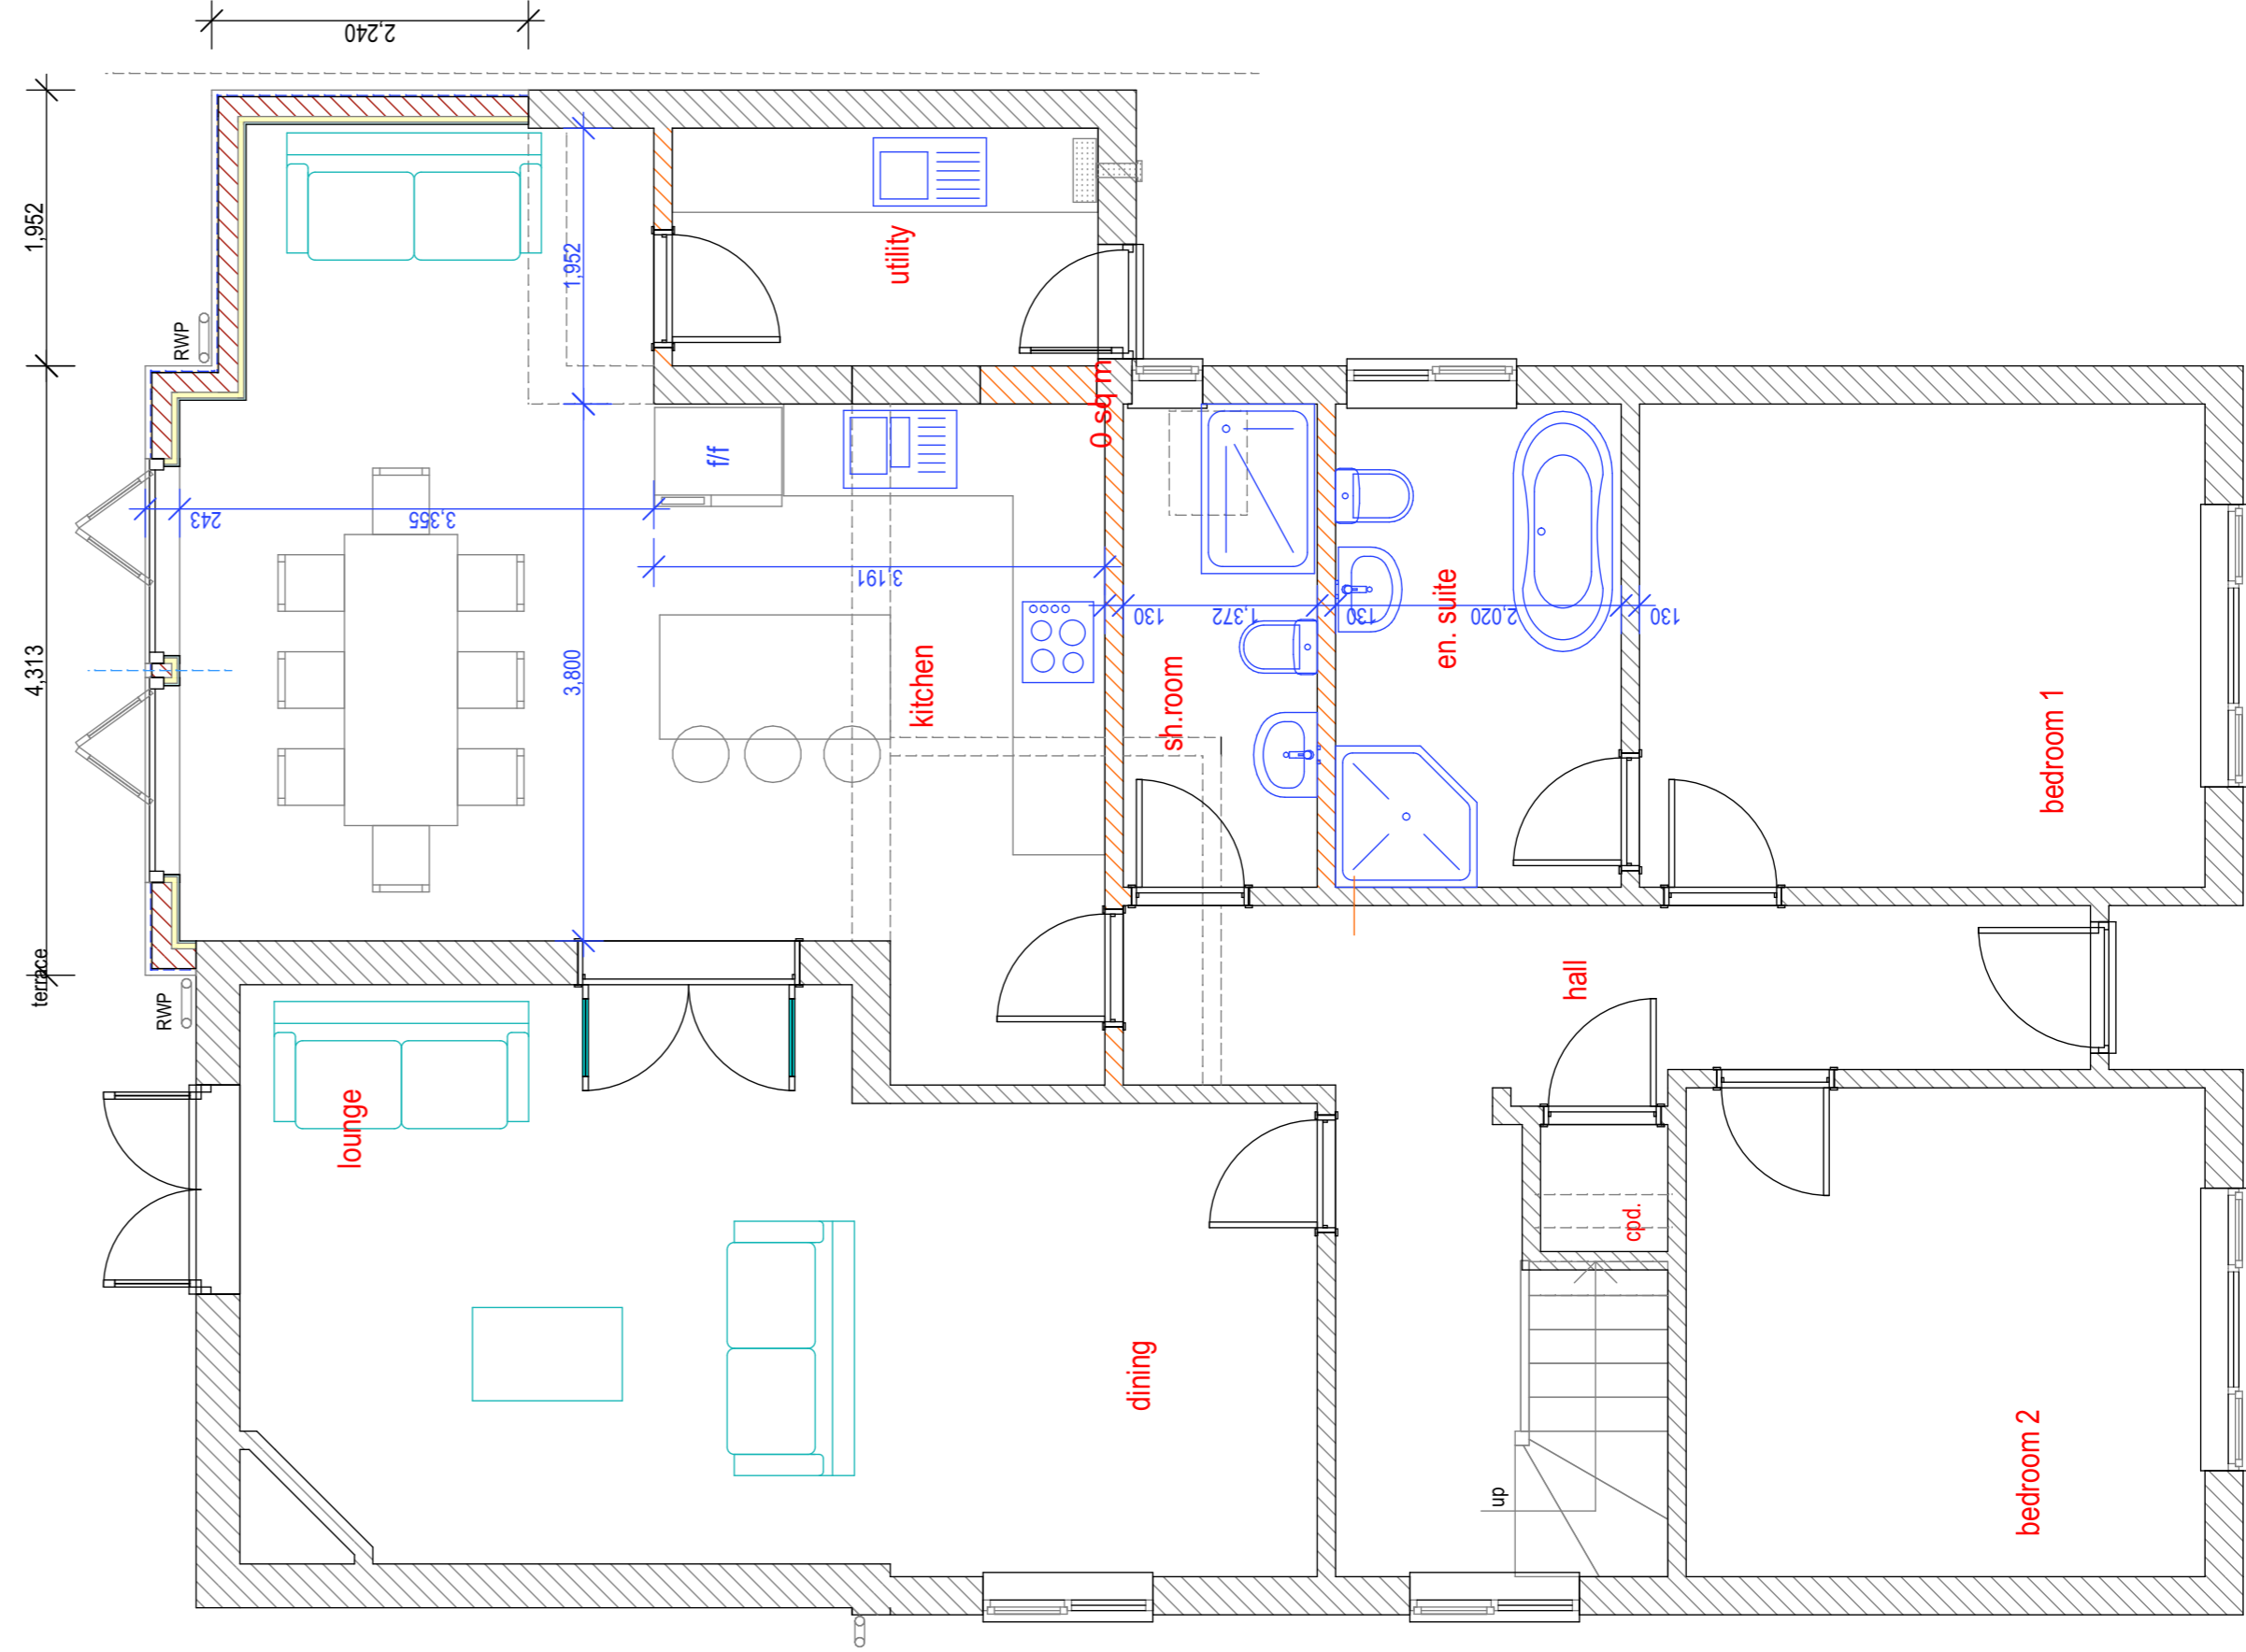 2,240
1,952
4,313
terrace
RWP
RWP
1,952
3,800
243
3,355
3,191
130
1,372
130
2,020
130
f/f
utility
0 sq m
kitchen
sh.room
en. suite
bedroom 1
hall
lounge
dining
cpd.
up
bedroom 2